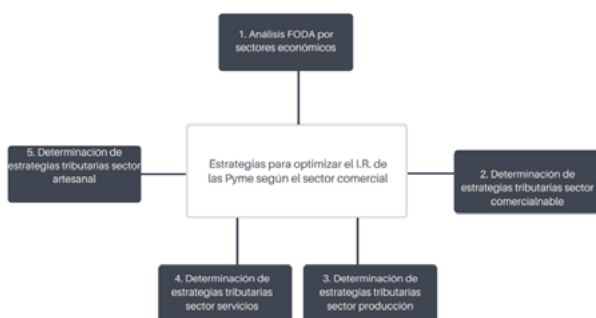 1. Análisis FODA por
sectores económicos
Estrategias para optimizar el I.R. de
las Pyme según el sector comercial
2. Determinación de
estrategias tributarias sector
comercialnable
3. Determinación de
estrategias tributarias
sector producción
4. Determinación de
estrategias tributarias
sector servicios
5. Determinación de
estrategias tributarias sector
artesanal